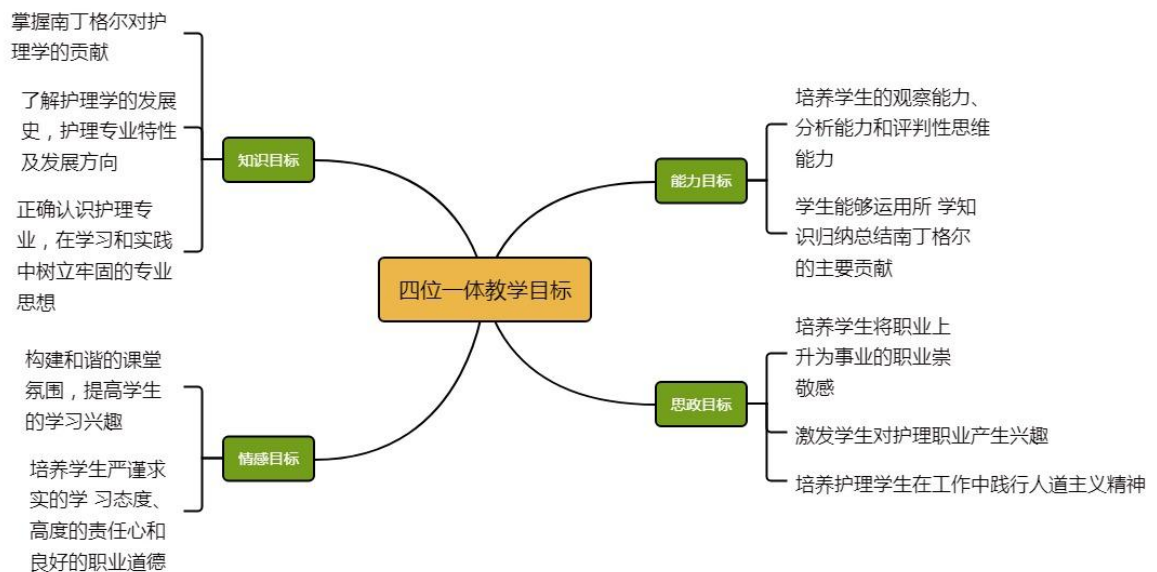 四位一体教学目标
知识目标
掌握南丁格尔对护
理学的贡献
了解护理学的发展
史，护理专业特性
及发展方向
正确认识护理专
业，在学习和实践
中树立牢固的专业
思想
情感目标
构建和谐的课堂
氛围，提高学生
的学习兴趣
培养学生严谨求
实的学 习态度、
高度的责任心和
良好的职业道德
能力目标
培养学生的观察能力、
分析能力和评判性思维
能力
学生能够运用所 学知
识归纳总结南丁格尔
的主要贡献
思政目标
培养学生将职业上
升为事业的职业崇
敬感
激发学生对护理职业产生兴趣
培养护理学生在工作中践行人道主义精神